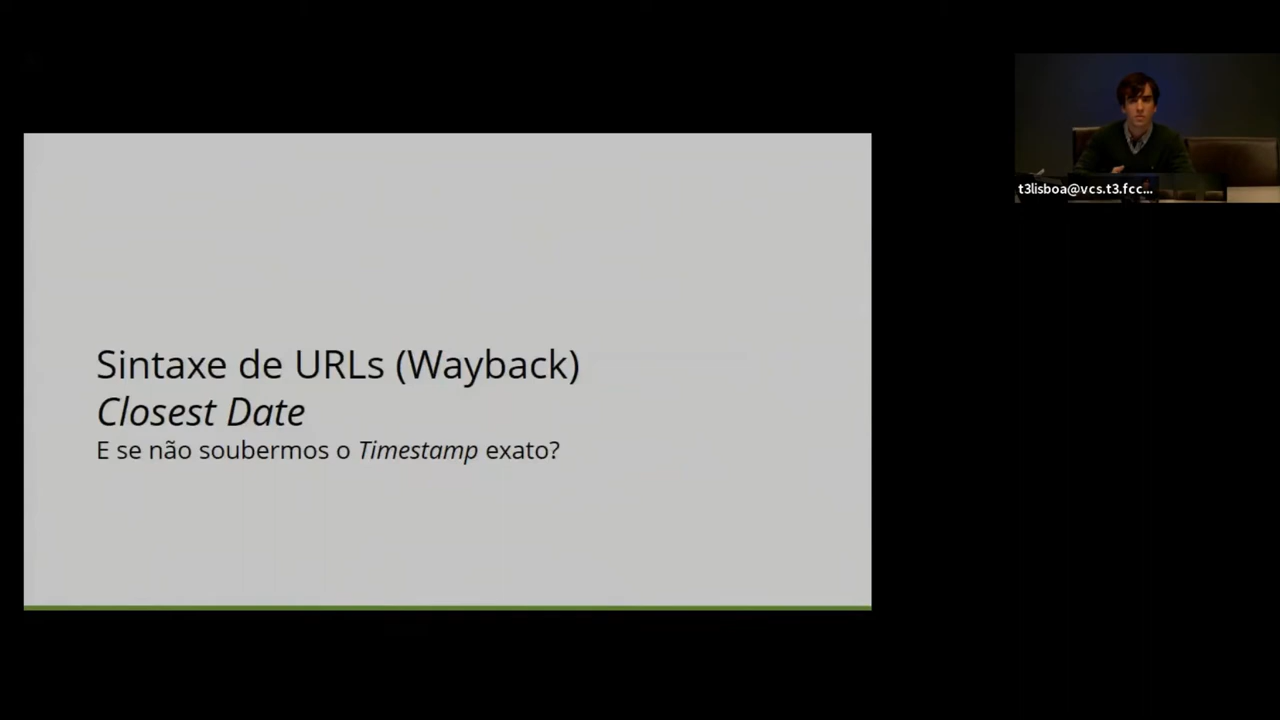 Sintaxe de URLs (Wayback)
Closest Date
E se não soubermos o Timestamp exato?
t3lisboa@vcs.t3.fcc...